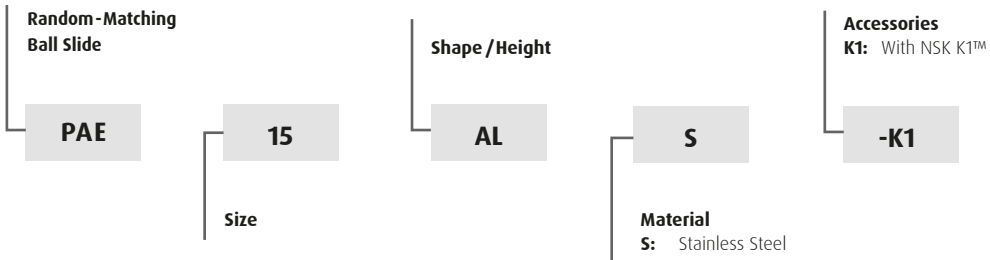 Random-Matching
Ball Slide
Shape/Height
Accessories
K1: With NSK K1™
PAE
15
AL
S
-K1
Size
Material
S: Stainless Steel